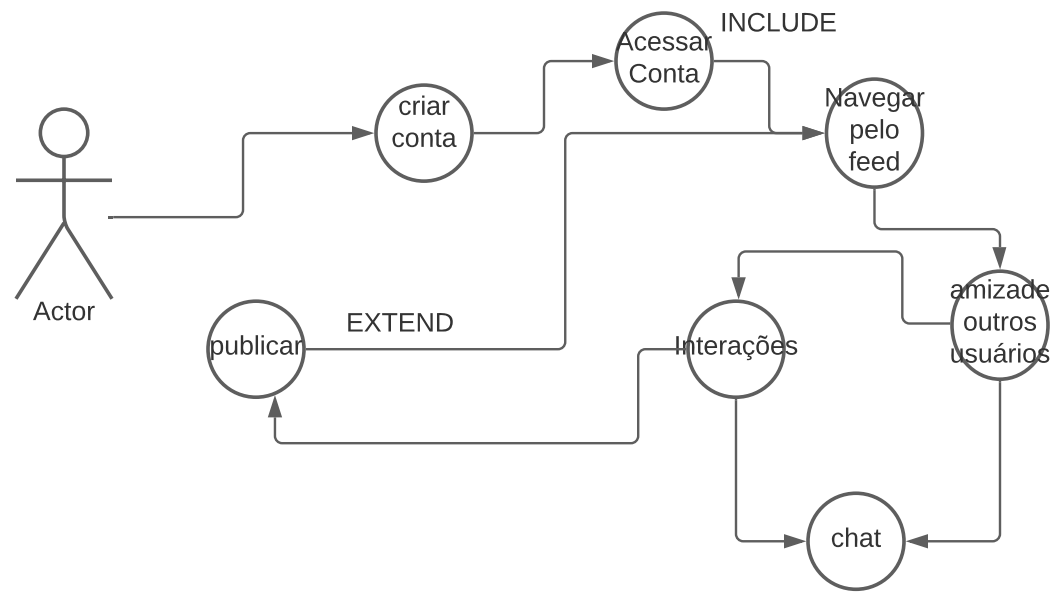 INCLUDE
Acessar
Conta
criar
conta
Navegar
pelo
feed
Actor
EXTEND
publicar
Interações
amizade
outros
usuários
chat